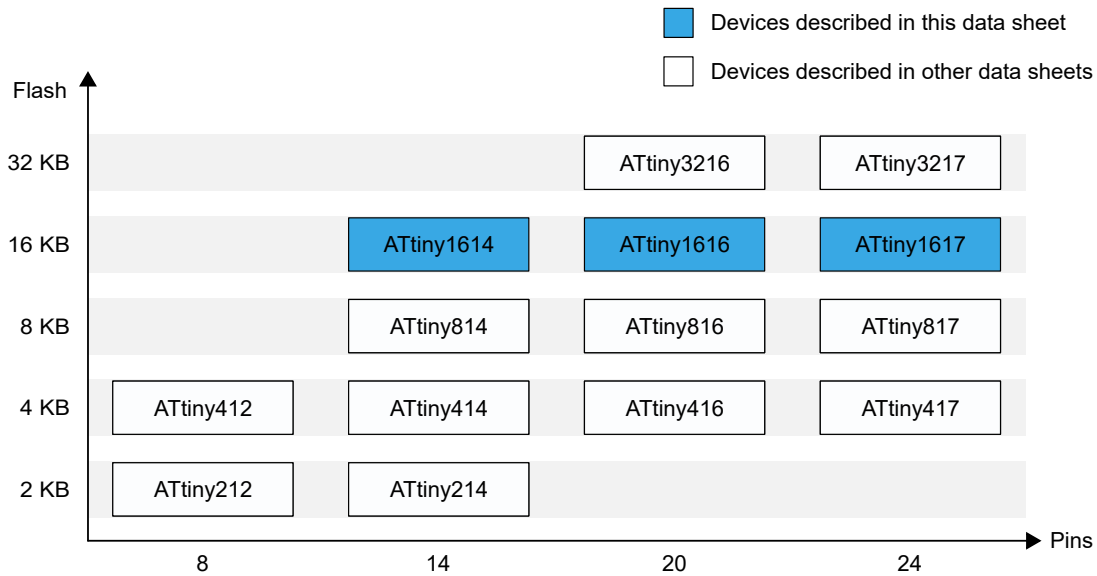 Devices described in this data sheet
Devices described in other data sheets
Flash
32 KB ATtiny3216 ATtiny3217
16 KB ATtiny1614 ATtiny1616 ATtiny1617
8 KB ATtiny814 ATtiny816 ATtiny817
4 KB ATtiny412 ATtiny414 ATtiny416 ATtiny417
2 KB ATtiny212 ATtiny214
Pins
8 14 20 24